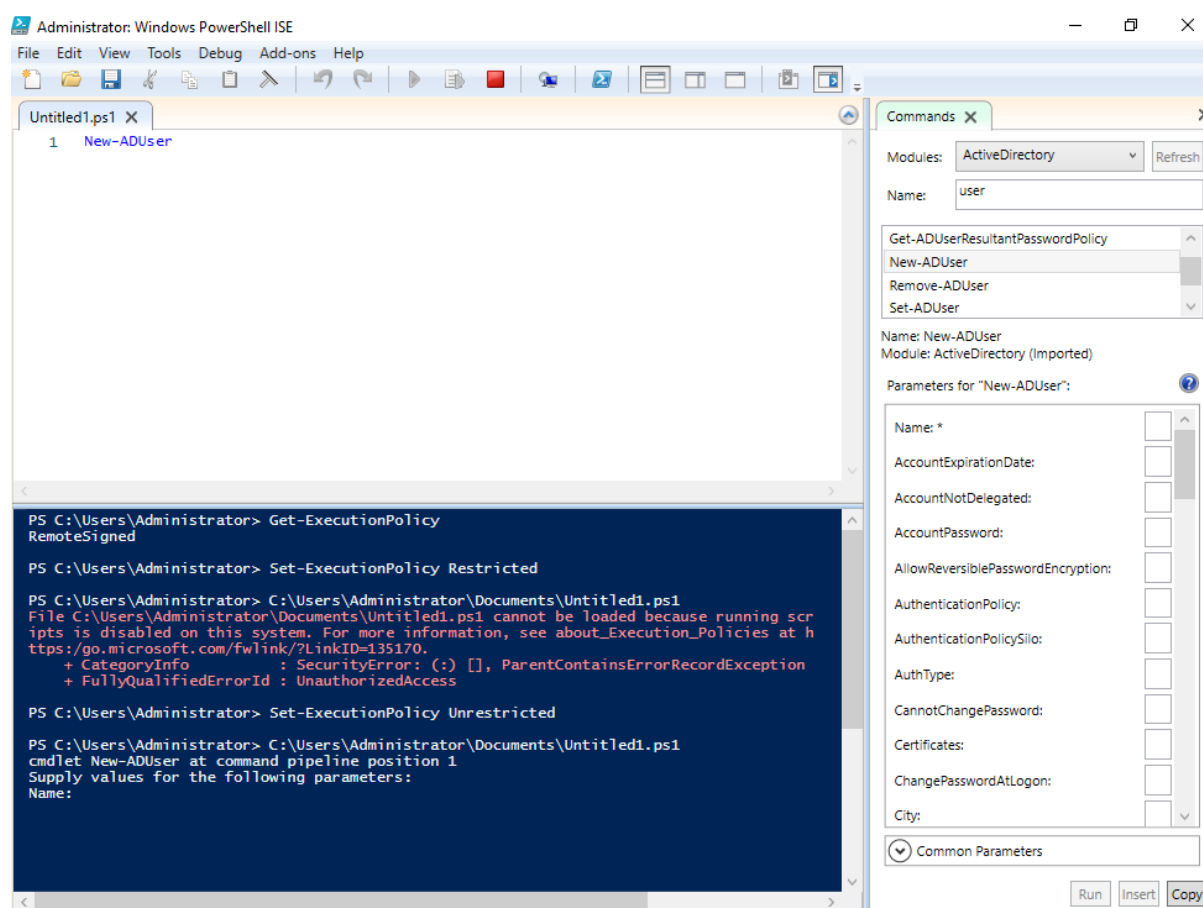 Administrator: Windows PowerShell ISE
File Edit View Tools Debug Add-ons Help
Untitled1.ps1
1 New-ADUser
PS C:\Users\Administrator> Get-ExecutionPolicy
RemoteSigned
PS C:\Users\Administrator> Set-ExecutionPolicy Restricted
PS C:\Users\Administrator> C:\Users\Administrator\Documents\Untitled1.ps1
File C:\Users\Administrator\Documents\Untitled1.ps1 cannot be loaded because running scr
ipts is disabled on this system. For more information, see about_Execution_Policies at h
ttps:/go.microsoft.com/fwlink/?LinkID=135170.
+ CategoryInfo : SecurityError: (:) [], ParentContainsErrorRecordException
+ FullyQualifiedErrorId : UnauthorizedAccess
PS C:\Users\Administrator> Set-ExecutionPolicy Unrestricted
PS C:\Users\Administrator> C:\Users\Administrator\Documents\Untitled1.ps1
cmdlet New-ADUser at command pipeline position 1
Supply values for the following parameters:
Name:
Commands
Modules: ActiveDirectory Refresh
Name: user
Get-ADUserResultantPasswordPolicy
New-ADUser
Remove-ADUser
Set-ADUser
Name: New-ADUser
Module: ActiveDirectory (Imported)
Parameters for "New-ADUser":
Name: *
AccountExpirationDate:
AccountNotDelegated:
AccountPassword:
AllowReversiblePasswordEncryption:
AuthenticationPolicy:
AuthenticationPolicySilo:
AuthType:
CannotChangePassword:
Certificates:
ChangePasswordAtLogon:
City:
Common Parameters
Run Insert Copy